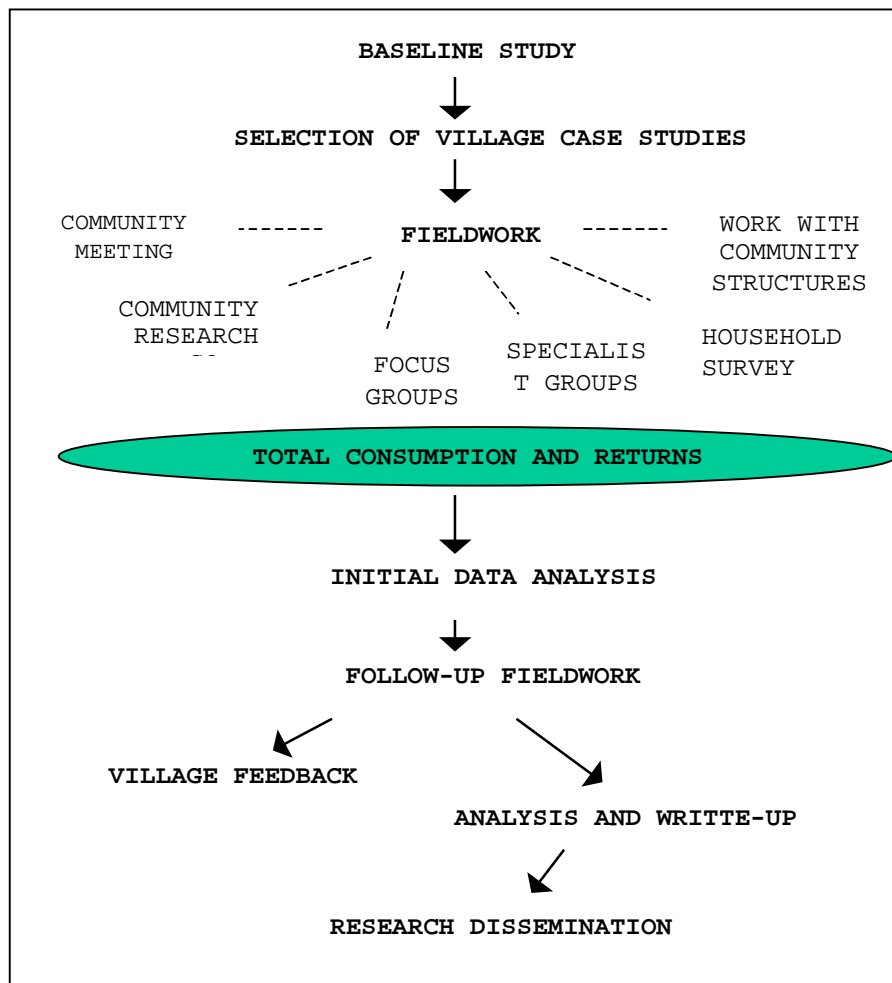 BASELINE STUDY
SELECTION OF VILLAGE CASE STUDIES
COMMUNITY
MEETING
FIELDWORK
WORK WITH
COMMUNITY
STRUCTURES
COMMUNITY
RESEARCH
FOCUS
GROUPS
SPECIALIS
T GROUPS
HOUSEHOLD
SURVEY
TOTAL CONSUMPTION AND RETURNS
INITIAL DATA ANALYSIS
FOLLOW-UP FIELDWORK
VILLAGE FEEDBACK
ANALYSIS AND WRITTE-UP
RESEARCH DISSEMINATION